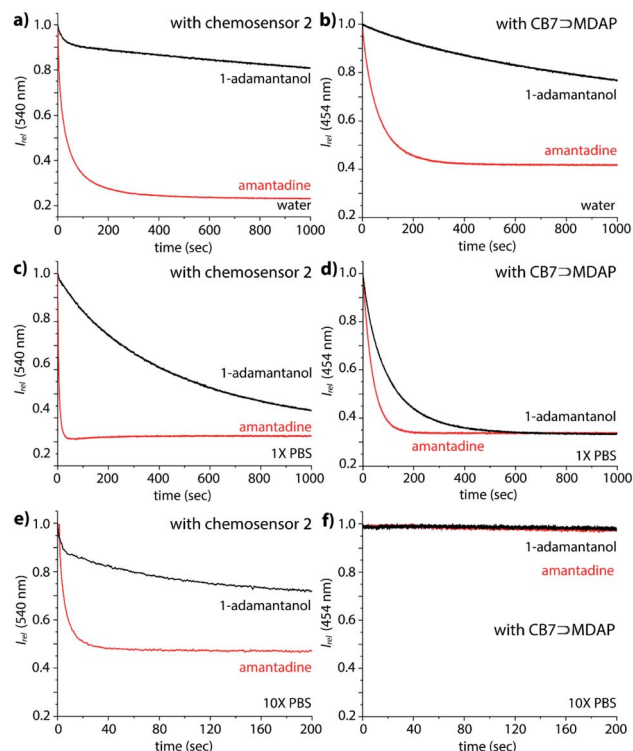 a)
with chemosensor 2
1.0
0.8
0.6
0.4
0.2
I_rel (540 nm)
1-adamantanol
amantadine
water
0 200 400 600 800 1000
time (sec)
b)
with CB7⊃MDAP
1.0
0.8
0.6
0.4
0.2
I_rel (454 nm)
1-adamantanol
amantadine
water
0 200 400 600 800 1000
time (sec)
c)
with chemosensor 2
1.0
0.8
0.6
0.4
0.2
I_rel (540 nm)
1-adamantanol
amantadine
1X PBS
0 200 400 600 800 1000
time (sec)
d)
with CB7⊃MDAP
1.0
0.8
0.6
0.4
0.2
I_rel (454 nm)
1-adamantanol
amantadine
1X PBS
0 200 400 600 800 1000
time (sec)
e)
with chemosensor 2
1.0
0.8
0.6
0.4
0.2
I_rel (540 nm)
1-adamantanol
amantadine
10X PBS
0 40 80 120 160 200
time (sec)
f)
1.0
0.8
0.6
0.4
0.2
I_rel (454 nm)
1-adamantanol
amantadine
with CB7⊃MDAP
10X PBS
0 40 80 120 160 200
time (sec)